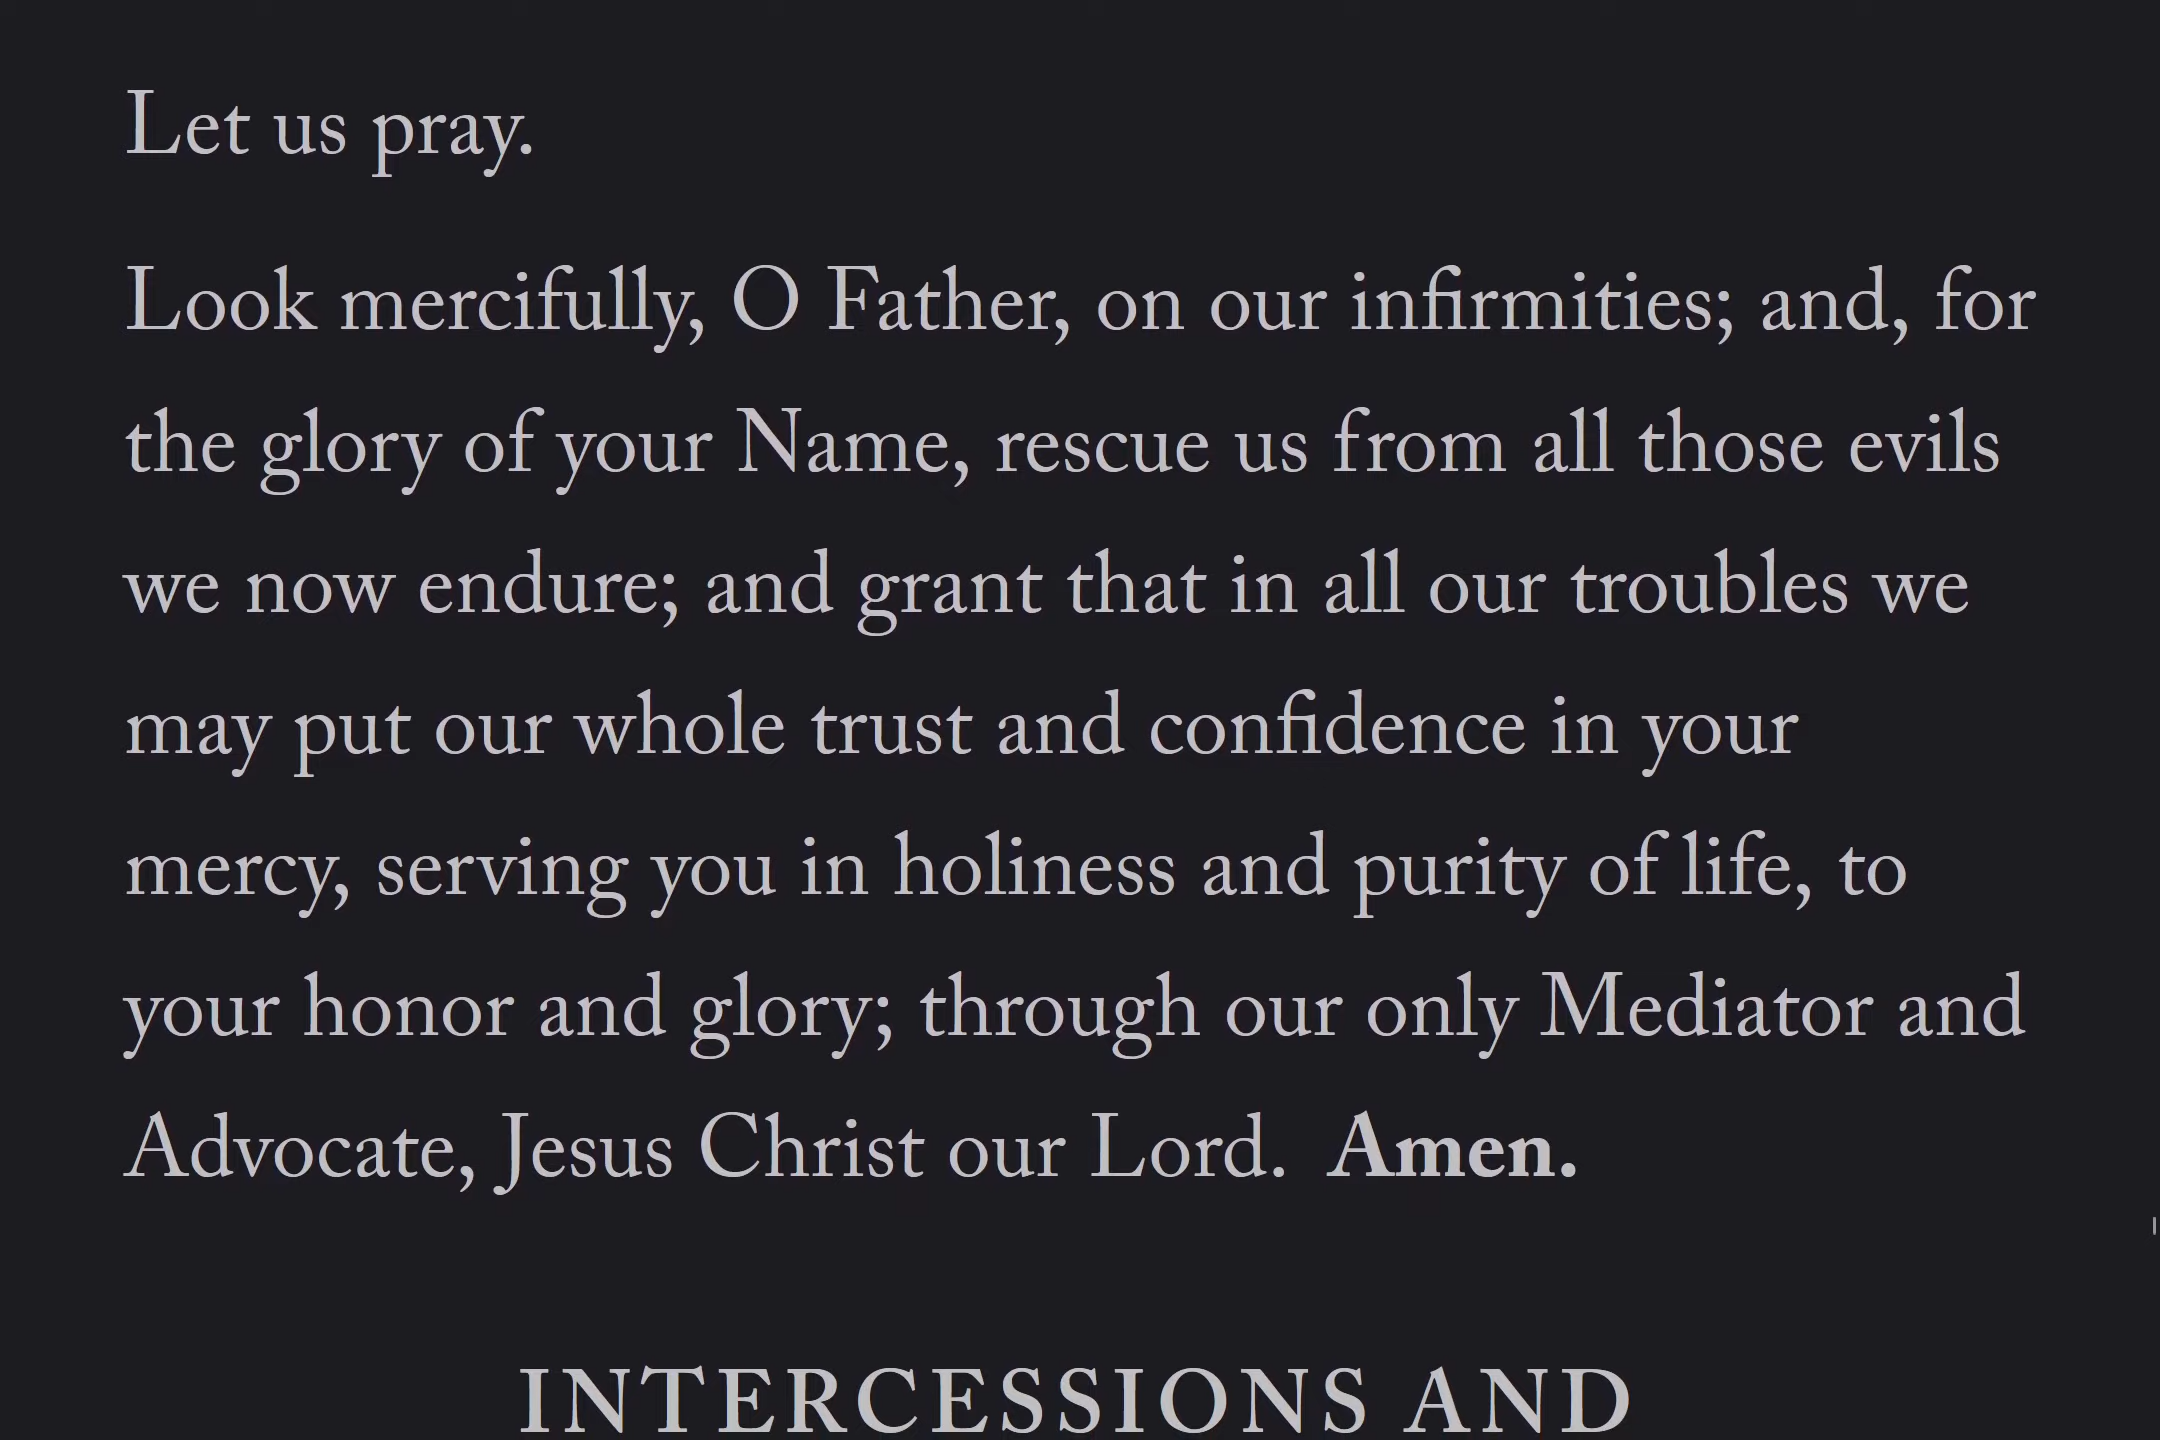 Let us pray.
Look mercifully, O Father, on our infirmities; and, for
the glory of your Name, rescue us from all those evils
we now endure; and grant that in all our troubles we
may put our whole trust and confidence in your
mercy, serving you in holiness and purity of life, to
your honor and glory; through our only Mediator and
Advocate, Jesus Christ our Lord. Amen.
INTERCESSIONS AND